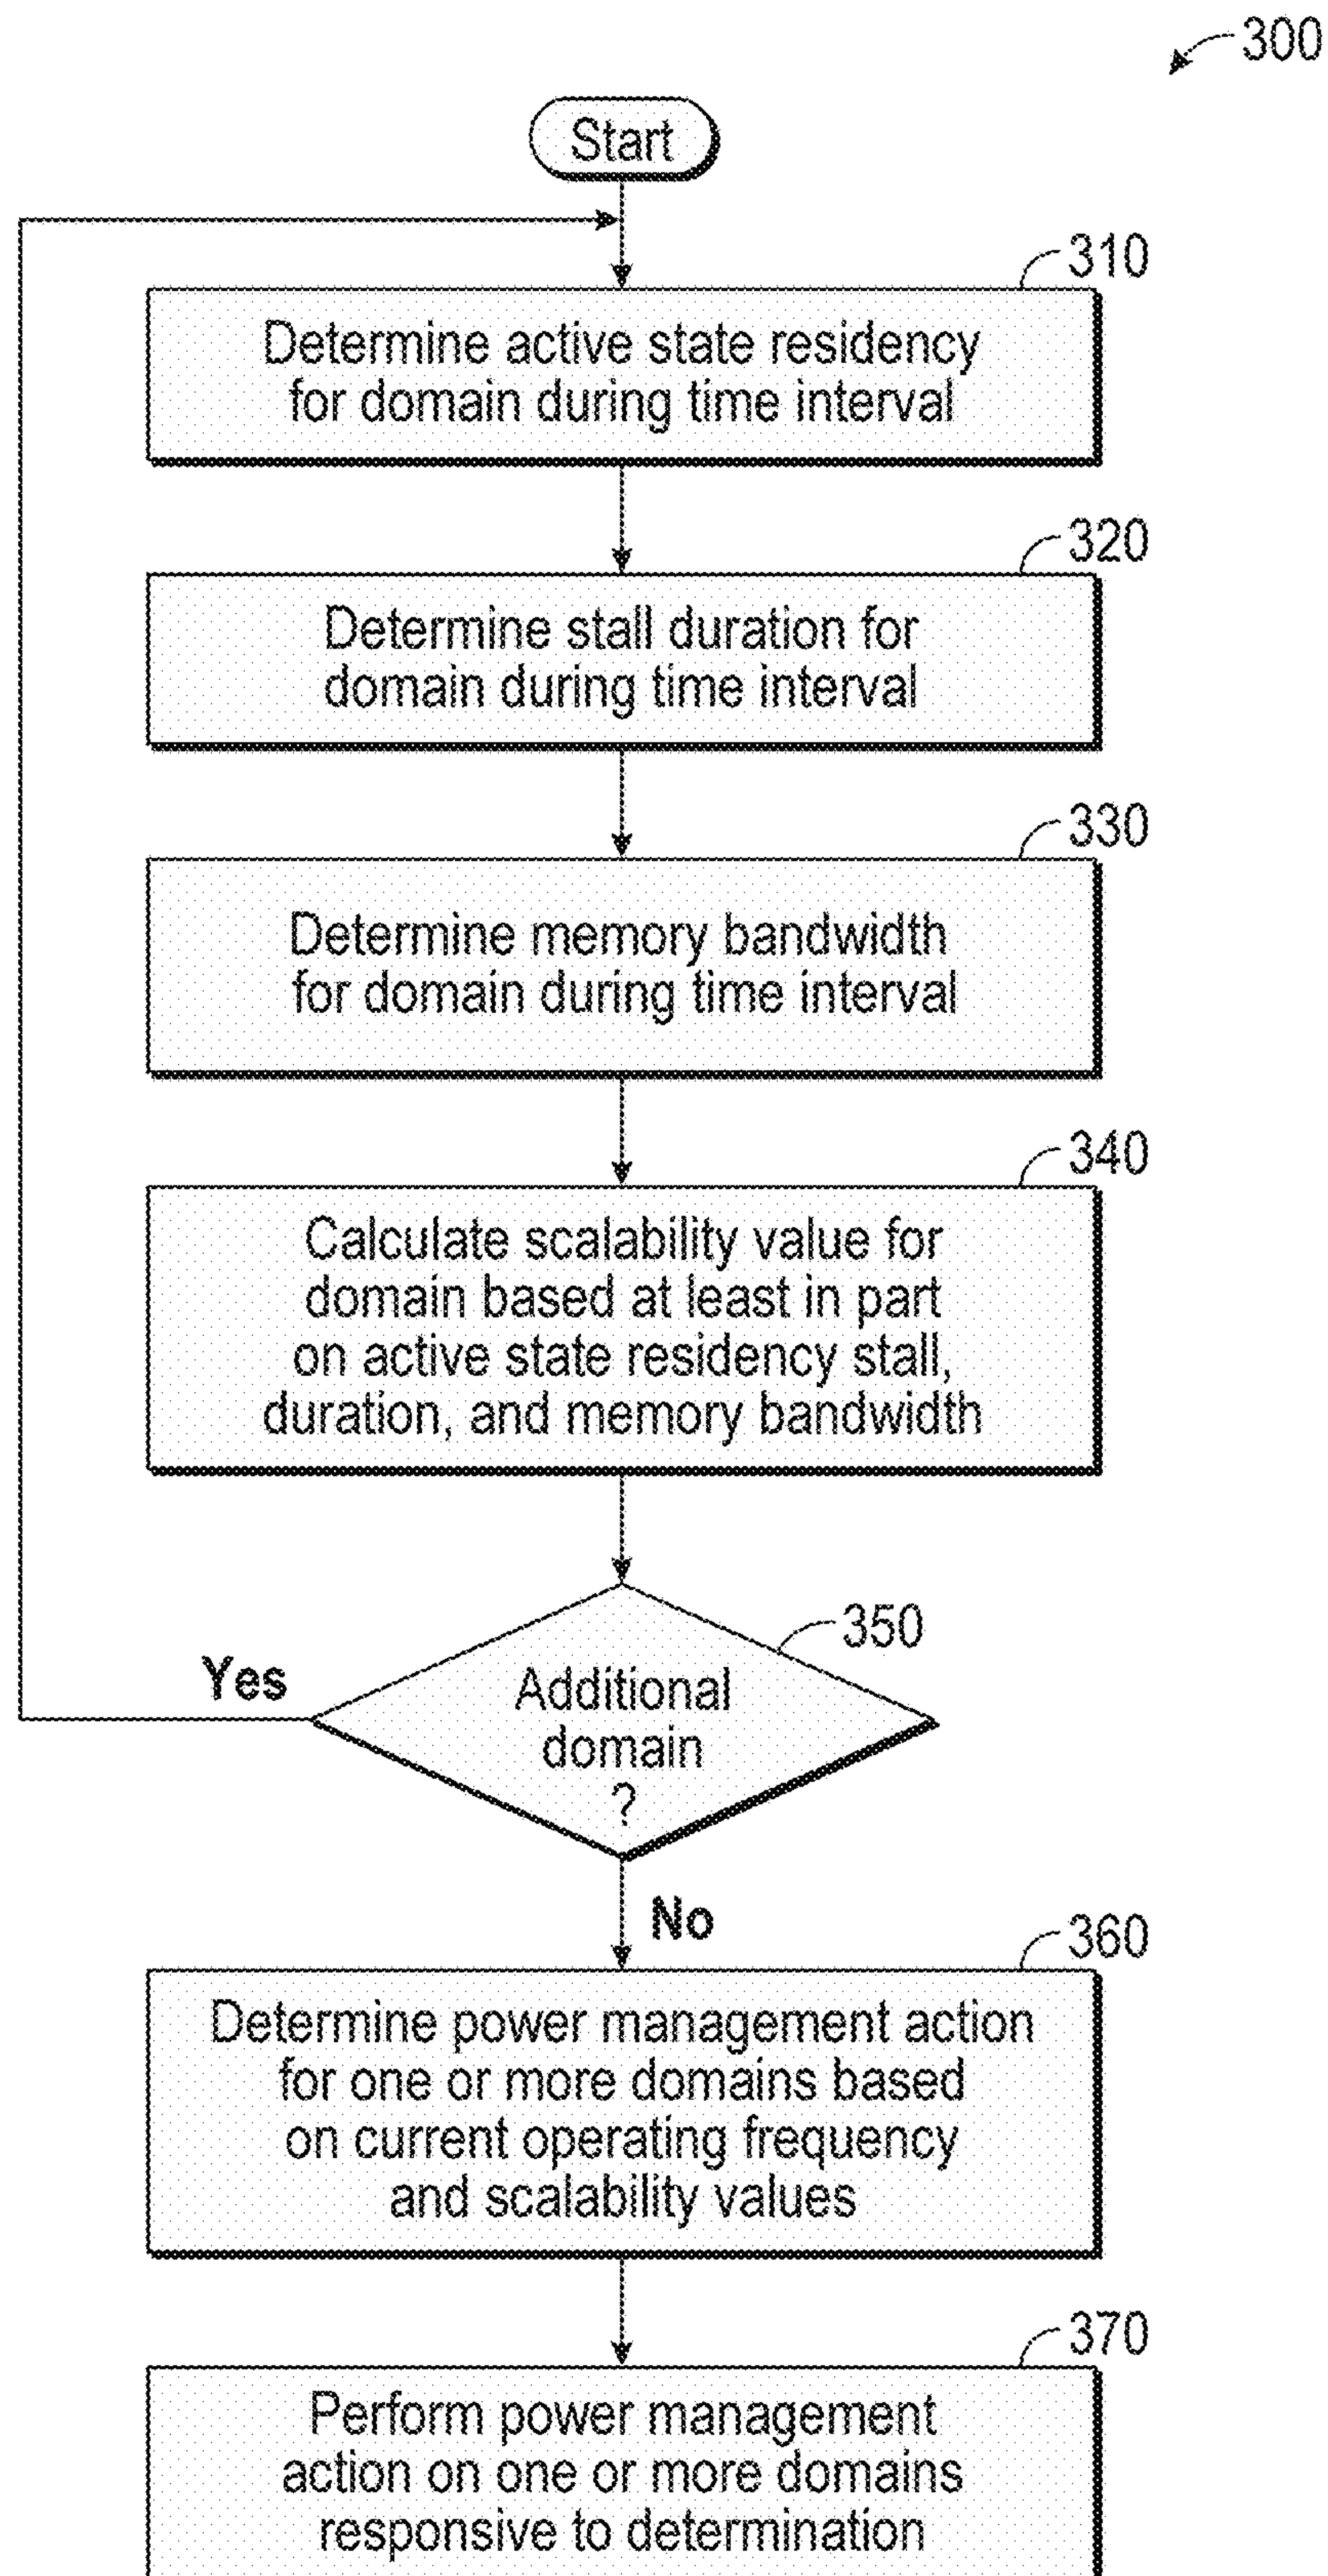 300
Start
310
Determine active state residency
for domain during time interval
320
Determine stall duration for
domain during time interval
330
Determine memory bandwidth
for domain during time interval
340
Calculate scalability value for
domain based at least in part
on active state residency stall,
duration, and memory bandwidth
350
Additional
domain
?
Yes
No
360
Determine power management action
for one or more domains based
on current operating frequency
and scalability values
370
Perform power management
action on one or more domains
responsive to determination